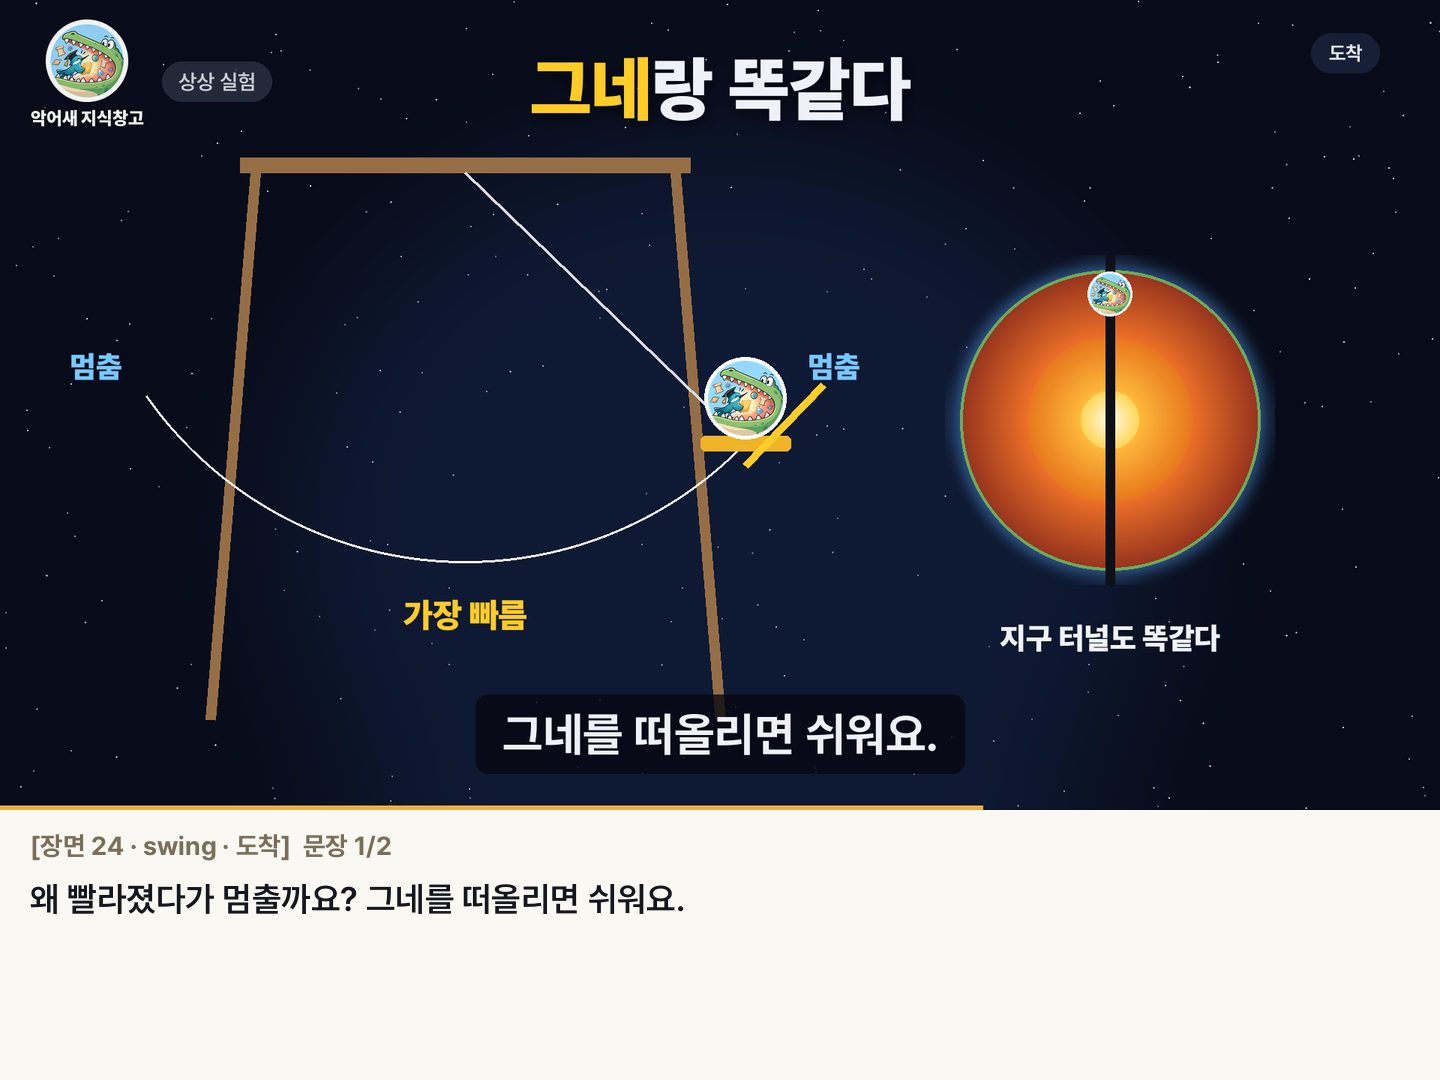 악어새 지식창고
상상 실험
그네랑 똑같다
도착
멈춤
멈춤
가장 빠름
지구 터널도 똑같다
그네를 떠올리면 쉬워요.
[장면 24 · swing · 도착] 문장 1/2
왜 빨라졌다가 멈출까요? 그네를 떠올리면 쉬워요.